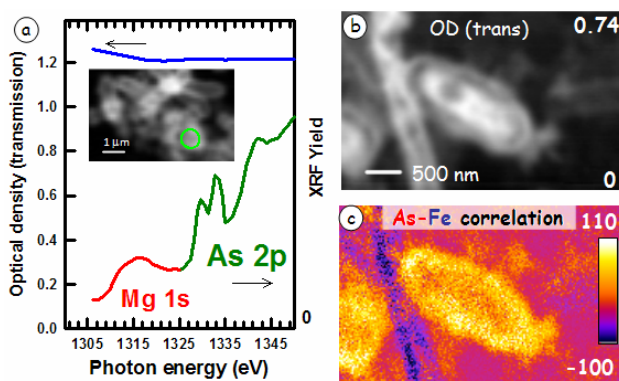 a
Optical density (transmission)
1.2
1.0
0.8
0.6
0.4
0.2
0.0
1 μm
Mg 1s
As 2p
XRF Yield
0
1305 1315 1325 1335 1345
Photon energy (eV)
b OD (trans) 0.74
500 nm 0
c As-Fe correlation 110
-100